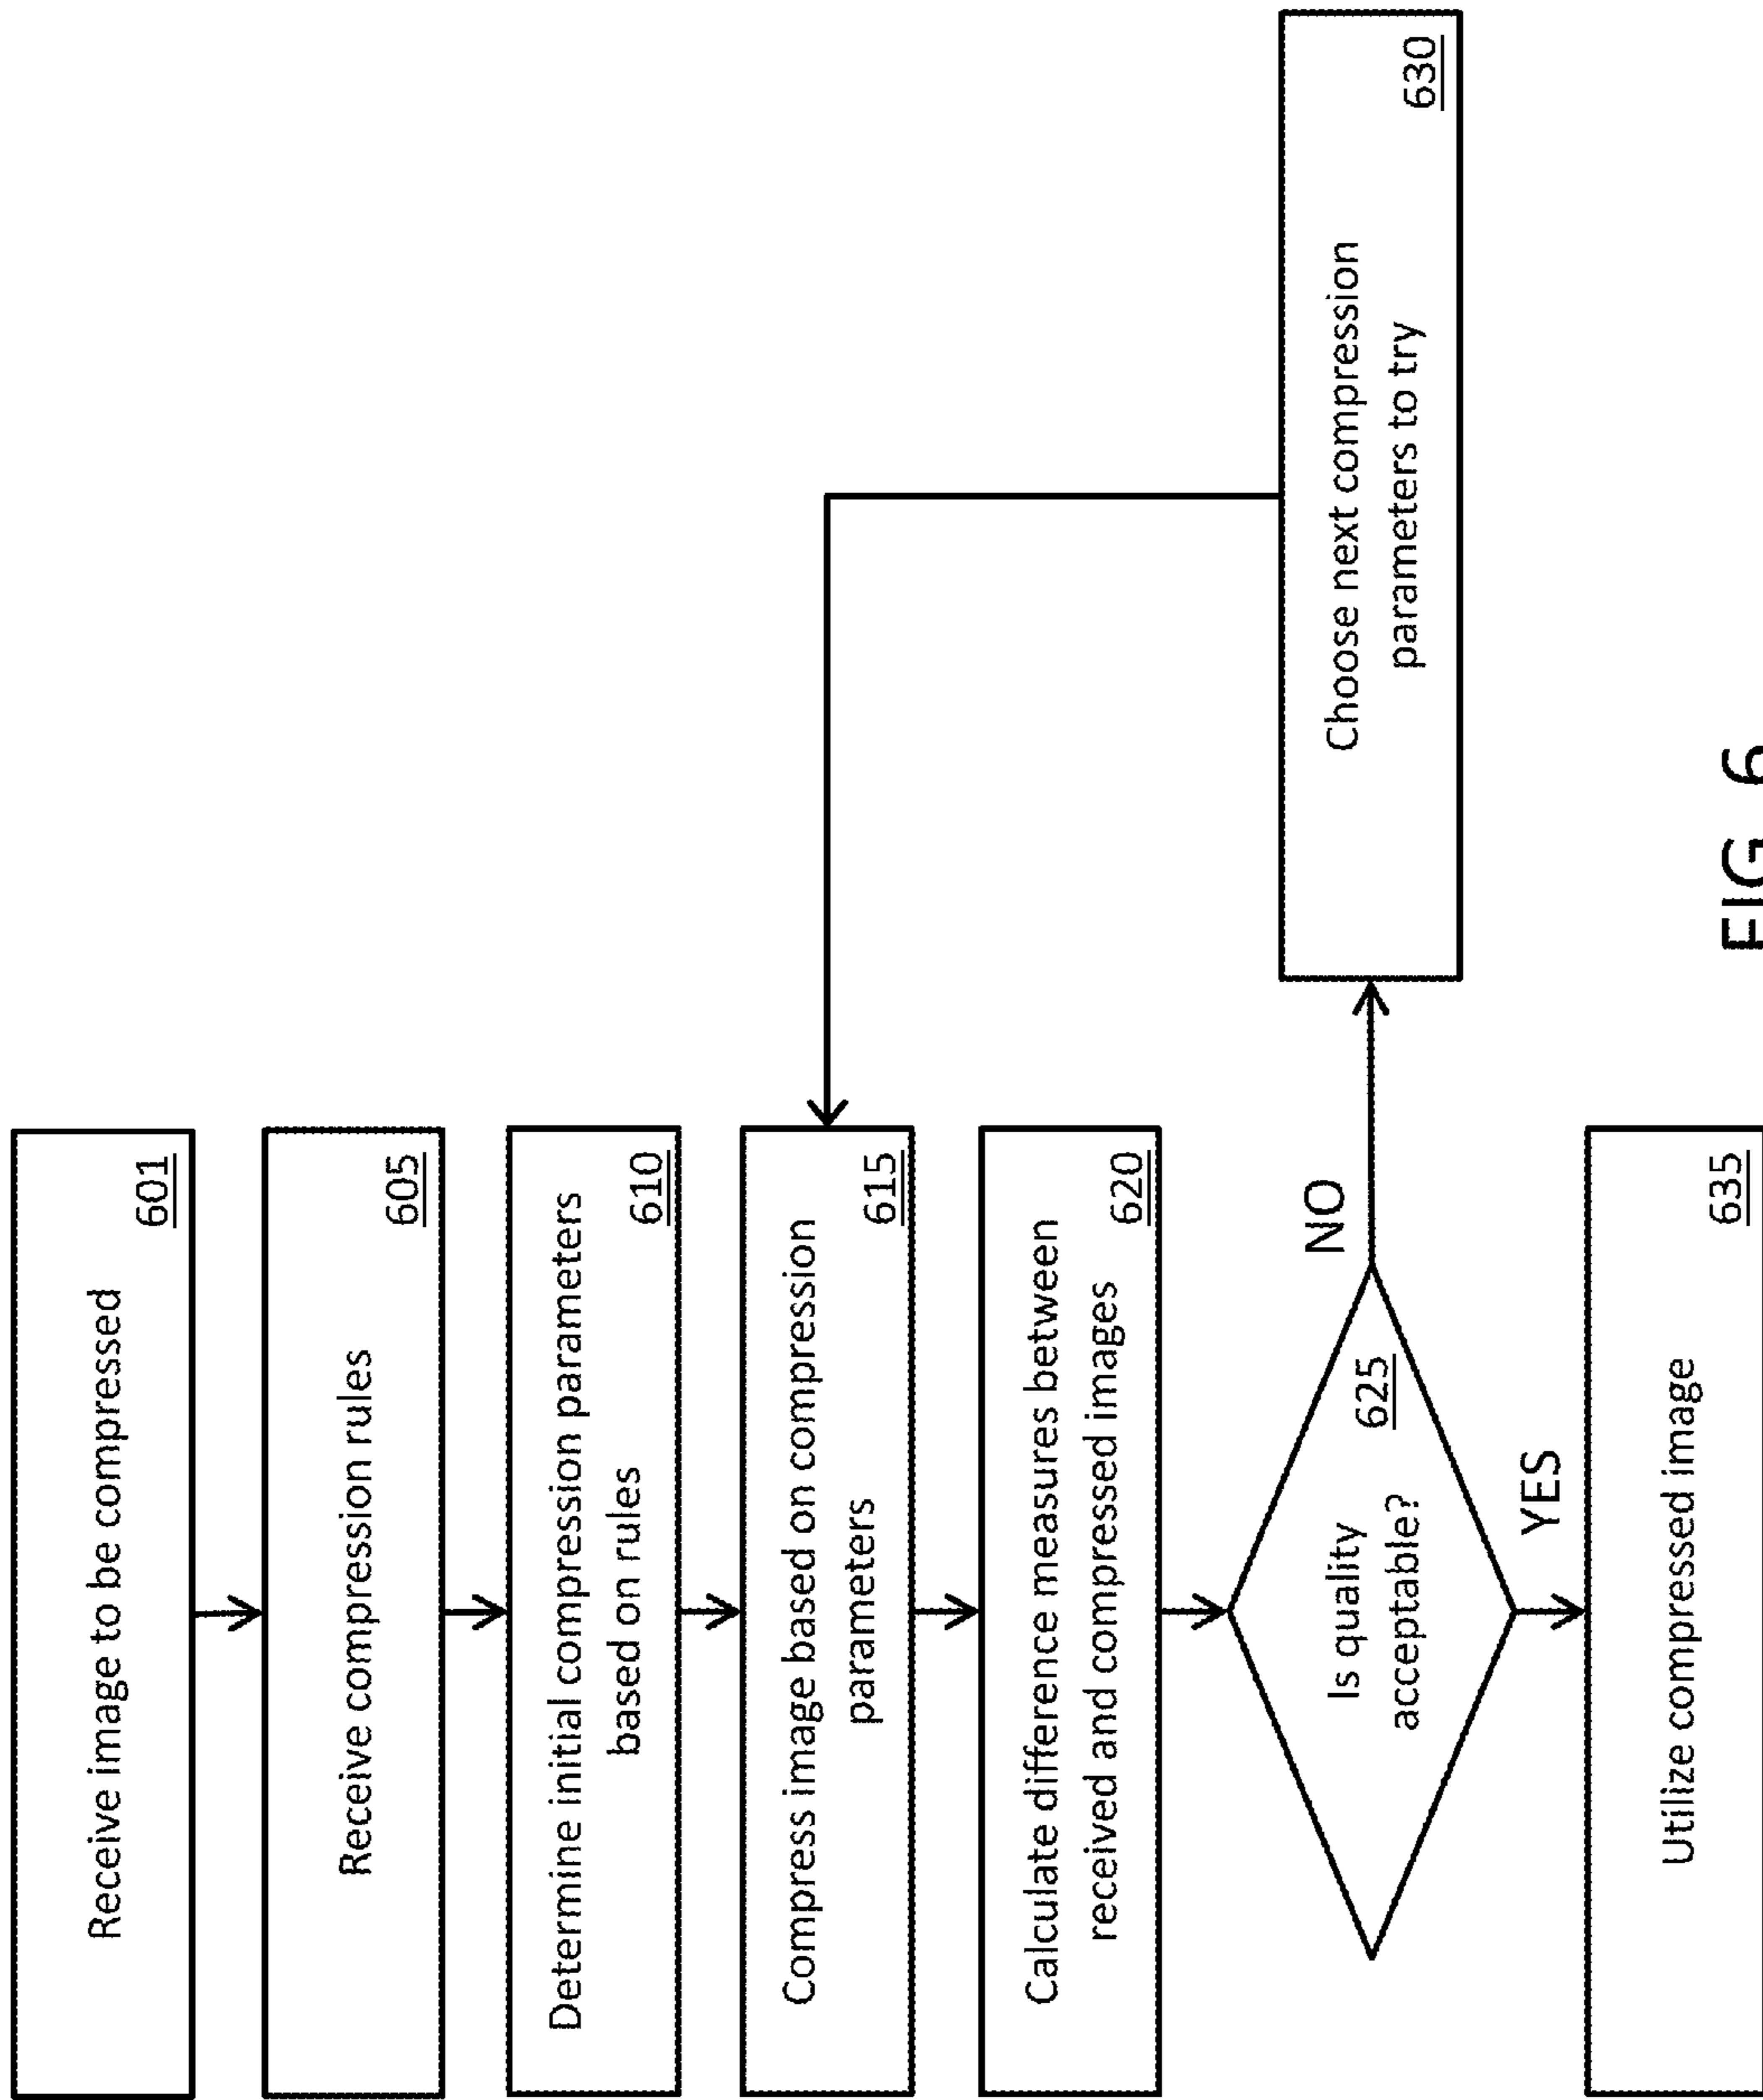 Receive image to be compressed
601
Receive compression rules
605
Determine initial compression parameters
based on rules
610
Compress image based on compression
parameters
615
Calculate difference measures between
received and compressed images
620
Is quality
acceptable?
625
NO
Choose next compression
parameters to try
630
YES
Utilize compressed image
635
FIG. 6